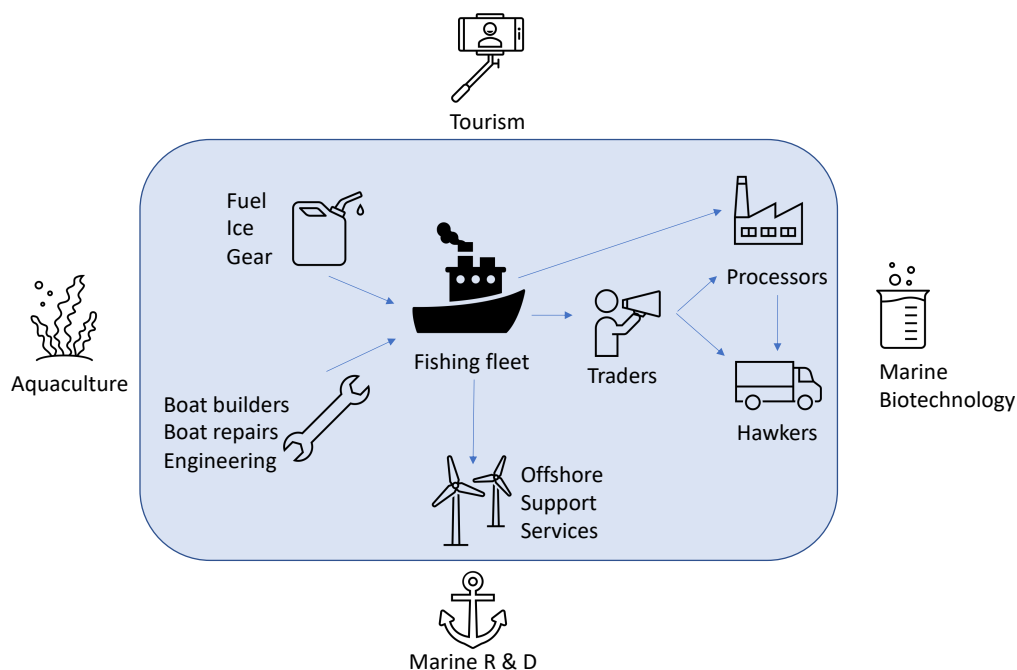 Tourism
Fuel
Ice
Gear
Processors
Fishing fleet
Traders
Aquaculture
Marine
Biotechnology
Boat builders
Boat repairs
Engineering
Hawkers
Offshore
Support
Services
Marine R & D